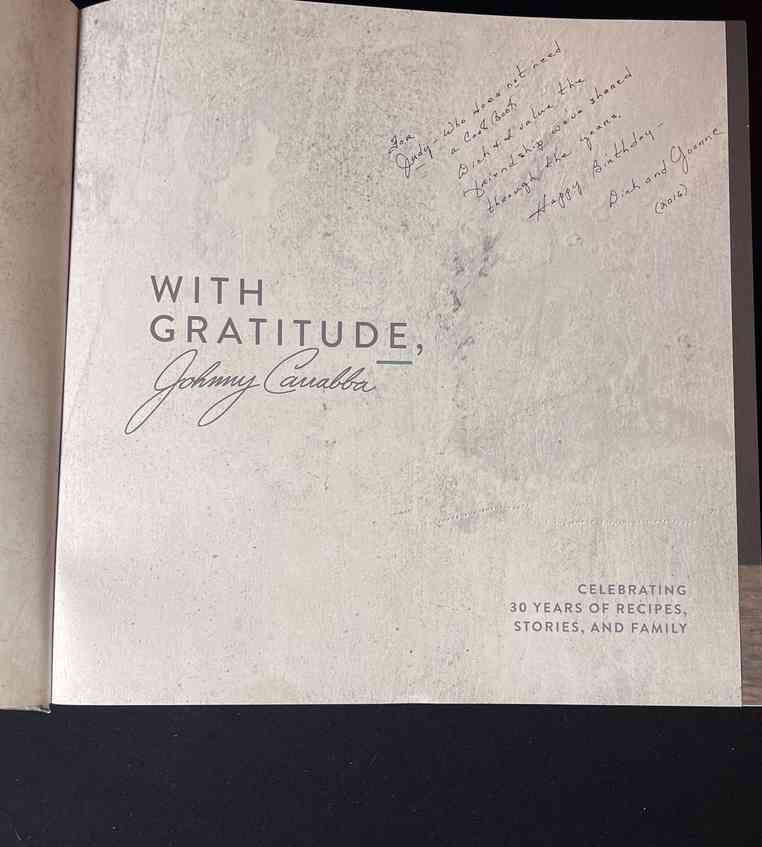 For
Judy - Who does not need
a Cook Book
Dick & I value the
friendship we've shared
through the years.
Happy Birthday -
Dick and Yvonne
(2016)
WITH
GRATITUDE,
Johnny Carrabba
CELEBRATING
30 YEARS OF RECIPES,
STORIES, AND FAMILY